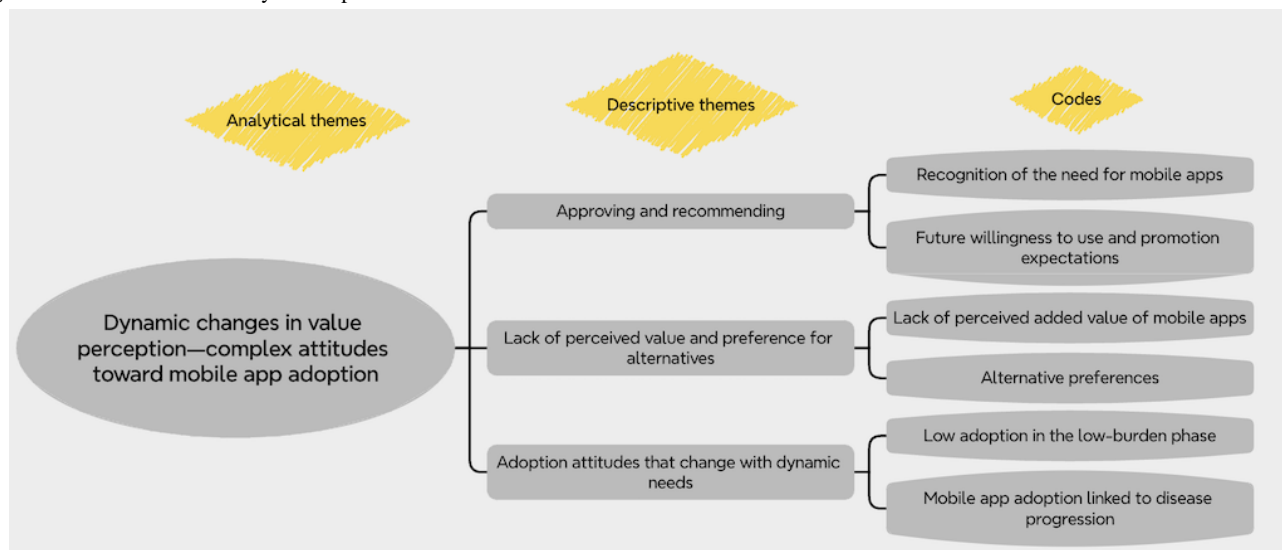 Analytical themes
Descriptive themes
Codes
Dynamic changes in value
perception—complex attitudes
toward mobile app adoption
Approving and recommending
Recognition of the need for mobile apps
Future willingness to use and promotion
expectations
Lack of perceived value and preference for
alternatives
Lack of perceived added value of mobile apps
Alternative preferences
Adoption attitudes that change with dynamic
needs
Low adoption in the low-burden phase
Mobile app adoption linked to disease
progression